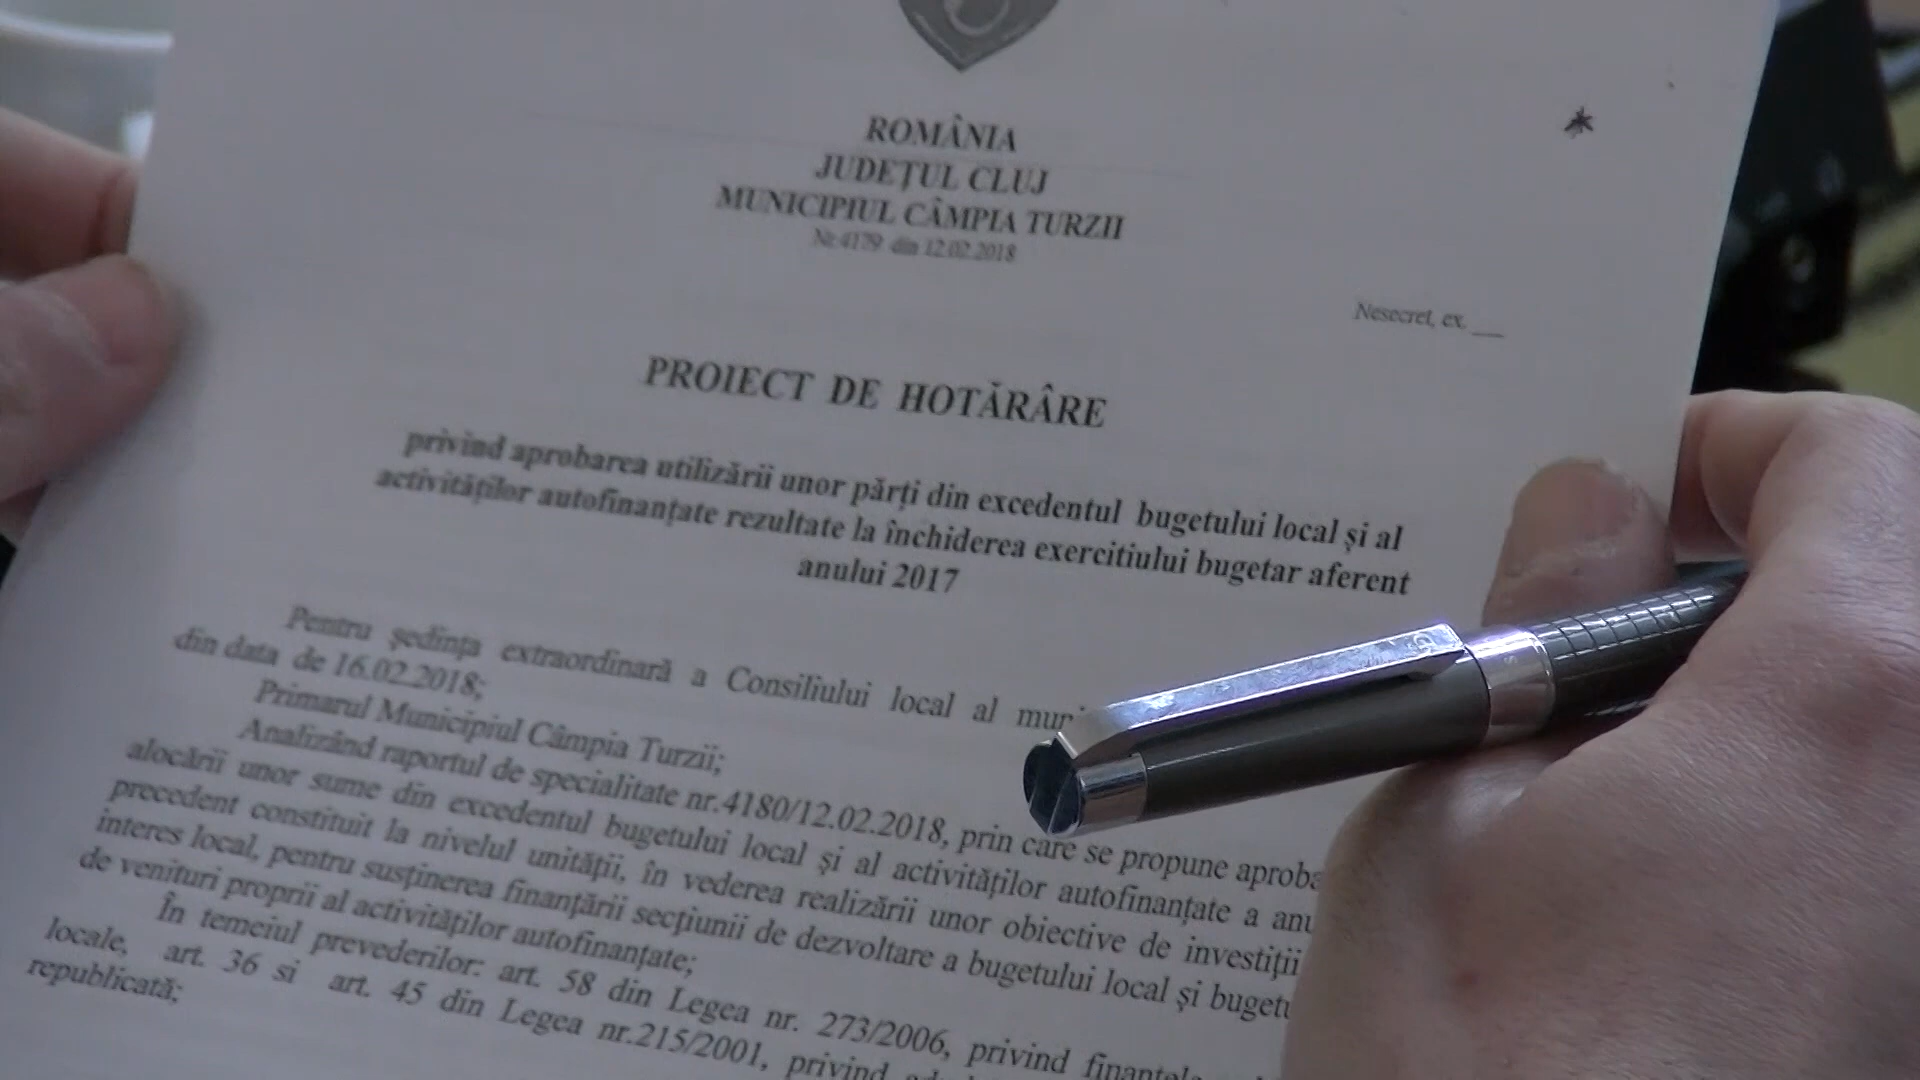 ROMÂNIA
JUDEȚUL CLUJ
MUNICIPIUL CÂMPIA TURZII
Nr.4179 din 12.02.2018
Nesecret, ex. __
PROIECT DE HOTĂRÂRE
privind aprobarea utilizării unor părți din excedentul bugetului local și al
activităților autofinanțate rezultate la închiderea exercitiului bugetar aferent
anului 2017
Pentru ședința extraordinară a Consiliului local al
din data de 16.02.2018;
Primarul Municipiul Câmpia Turzii;
Analizând raportul de specialitate nr.4180/12.02.2018, prin care se propune
alocării unor sume din excedentul bugetului local și al activităților autofinanțate a
precedent constituit la nivelul unității, în vederea realizării unor obiective de investiții
interes local, pentru susținerea finanțării secțiunii de dezvoltare a bugetului local și
de venituri proprii al activităților autofinanțate;
În temeiul prevederilor: art. 58 din Legea nr. 273/2006, privind
locale, art. 36 si art. 45 din Legea nr.215/2001, privind
republicată;